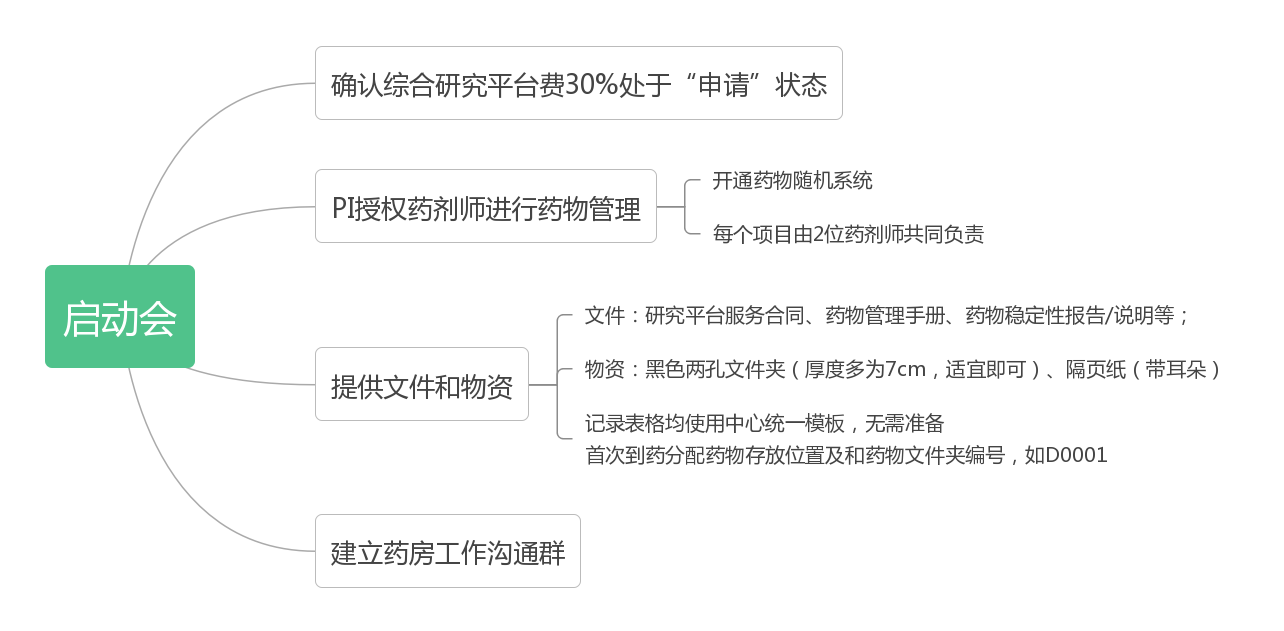 启动会
确认综合研究平台费30%处于“申请”状态
PI授权药剂师进行药物管理
开通药物随机系统
每个项目由2位药剂师共同负责
提供文件和物资
文件：研究平台服务合同、药物管理手册、药物稳定性报告/说明等；
物资：黑色两孔文件夹（厚度多为7cm，适宜即可）、隔页纸（带耳朵）
记录表格均使用中心统一模板，无需准备
首次到药分配药物存放位置及和药物文件夹编号，如D0001
建立药房工作沟通群